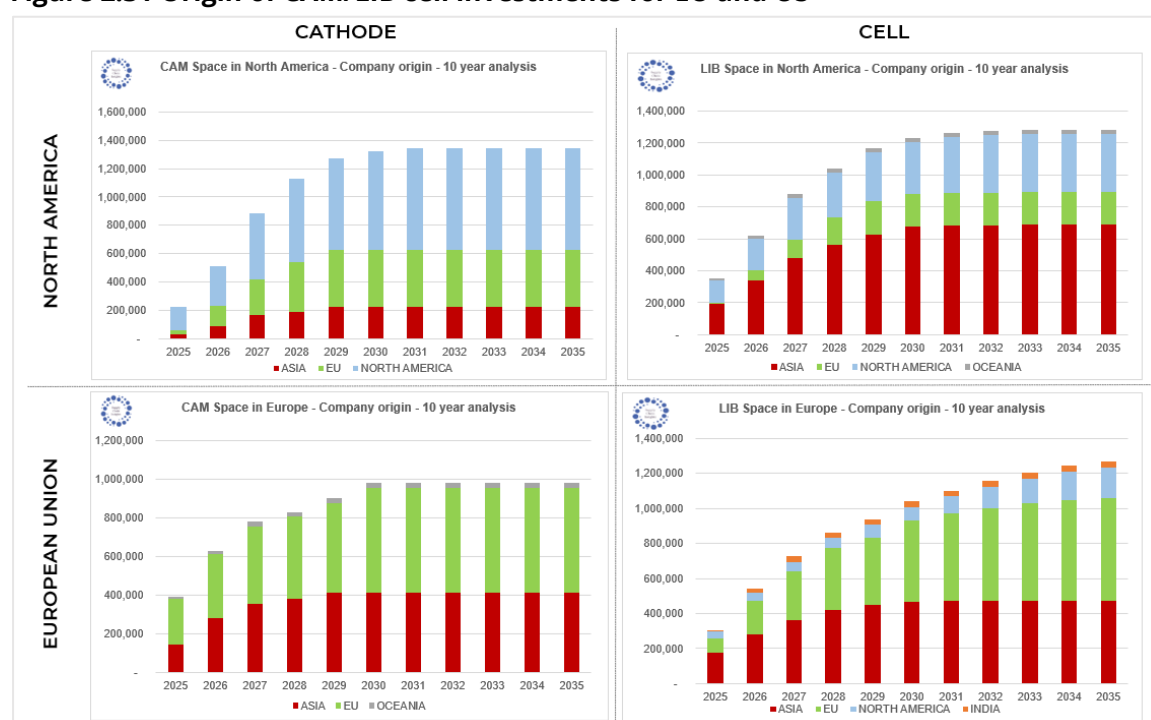 CATHODE
CELL
NORTH AMERICA
CAM Space in North America - Company origin - 10 year analysis
1,600,000
1,400,000
1,200,000
1,000,000
800,000
600,000
400,000
200,000
-
2025 2026 2027 2028 2029 2030 2031 2032 2033 2034 2035
ASIA EU NORTH AMERICA
LIB Space in North America - Company origin - 10 year analysis
1,400,000
1,200,000
1,000,000
800,000
600,000
400,000
200,000
-
2025 2026 2027 2028 2029 2030 2031 2032 2033 2034 2035
ASIA EU NORTH AMERICA OCEANIA
EUROPEAN UNION
CAM Space in Europe - Company origin - 10 year analysis
1,200,000
1,000,000
800,000
600,000
400,000
200,000
-
2025 2026 2027 2028 2029 2030 2031 2032 2033 2034 2035
ASIA EU OCEANIA
LIB Space in Europe - Company origin - 10 year analysis
1,400,000
1,200,000
1,000,000
800,000
600,000
400,000
200,000
-
2025 2026 2027 2028 2029 2030 2031 2032 2033 2034 2035
ASIA EU NORTH AMERICA INDIA